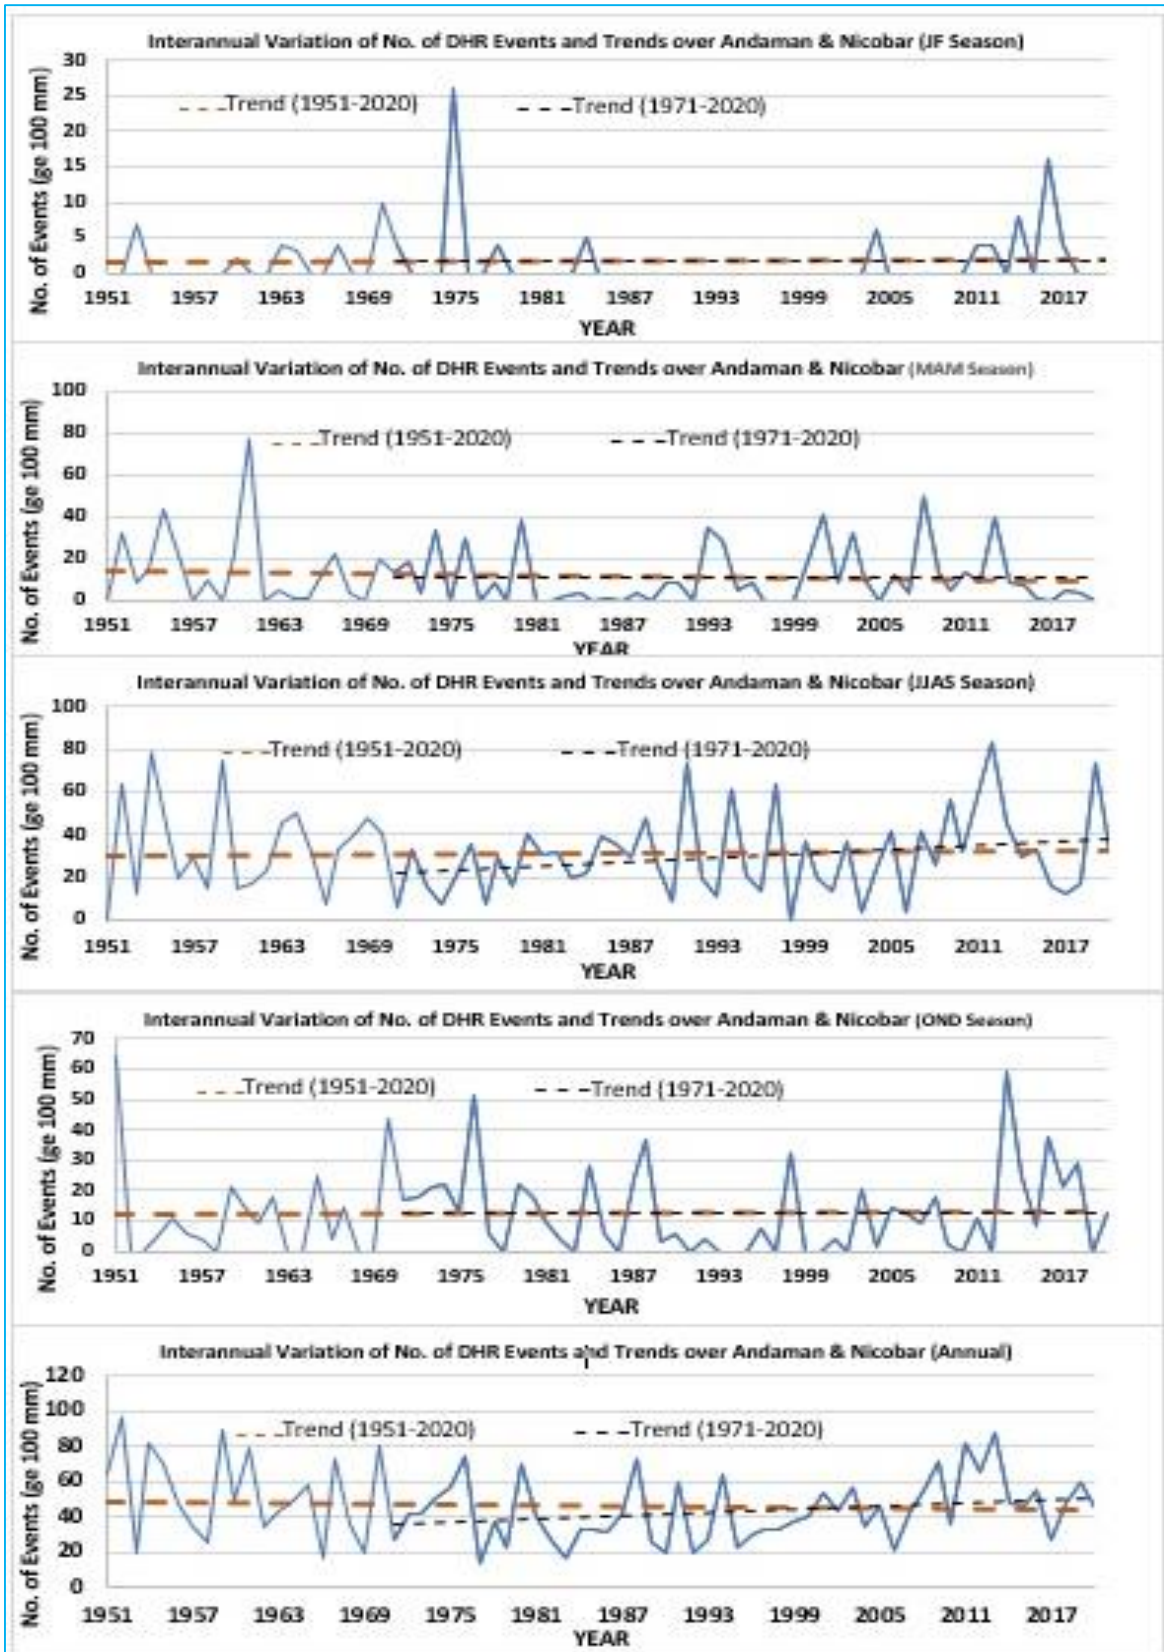 Interannual Variation of No. of DHR Events and Trends over Andaman & Nicobar (JF Season)
No. of Events (ge 100 mm)
30
25
20
15
10
5
0
Trend (1951-2020)
Trend (1971-2020)
1951 1957 1963 1969 1975 1981 1987 1993 1999 2005 2011 2017
YEAR
Interannual Variation of No. of DHR Events and Trends over Andaman & Nicobar (MAM Season)
No. of Events (ge 100 mm)
100
80
60
40
20
0
Trend (1951-2020)
Trend (1971-2020)
1951 1957 1963 1969 1975 1981 1987 1993 1999 2005 2011 2017
YEAR
Interannual Variation of No. of DHR Events and Trends over Andaman & Nicobar (JJAS Season)
No. of Events (ge 100 mm)
100
80
60
40
20
0
Trend (1951-2020)
Trend (1971-2020)
1951 1957 1963 1969 1975 1981 1987 1993 1999 2005 2011 2017
YEAR
Interannual Variation of No. of DHR Events and Trends over Andaman & Nicobar (OND Season)
No. of Events (ge 100 mm)
70
60
50
40
30
20
10
0
Trend (1951-2020)
Trend (1971-2020)
1951 1957 1963 1969 1975 1981 1987 1993 1999 2005 2011 2017
YEAR
Interannual Variation of No. of DHR Events and Trends over Andaman & Nicobar (Annual)
No. of Events (ge 100 mm)
120
100
80
60
40
20
0
Trend (1951-2020)
Trend (1971-2020)
1951 1957 1963 1969 1975 1981 1987 1993 1999 2005 2011 2017
YEAR